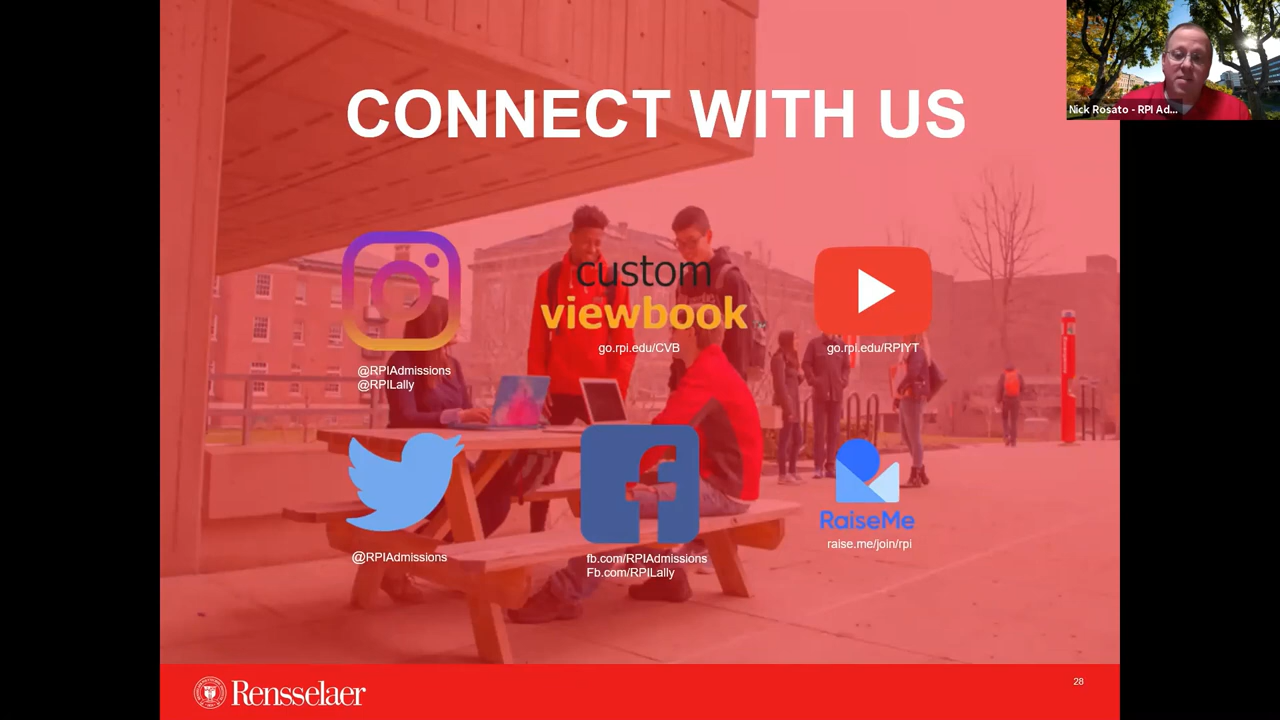 CONNECT WITH US
Nick Rosato - RPI Ad...
custom
viewbook
go.rpi.edu/CVB
go.rpi.edu/RPIYT
@RPIAdmissions
@RPILally
@RPIAdmissions
fb.com/RPIAdmissions
Fb.com/RPILally
RaiseMe
raise.me/join/rpi
Rensselaer
28